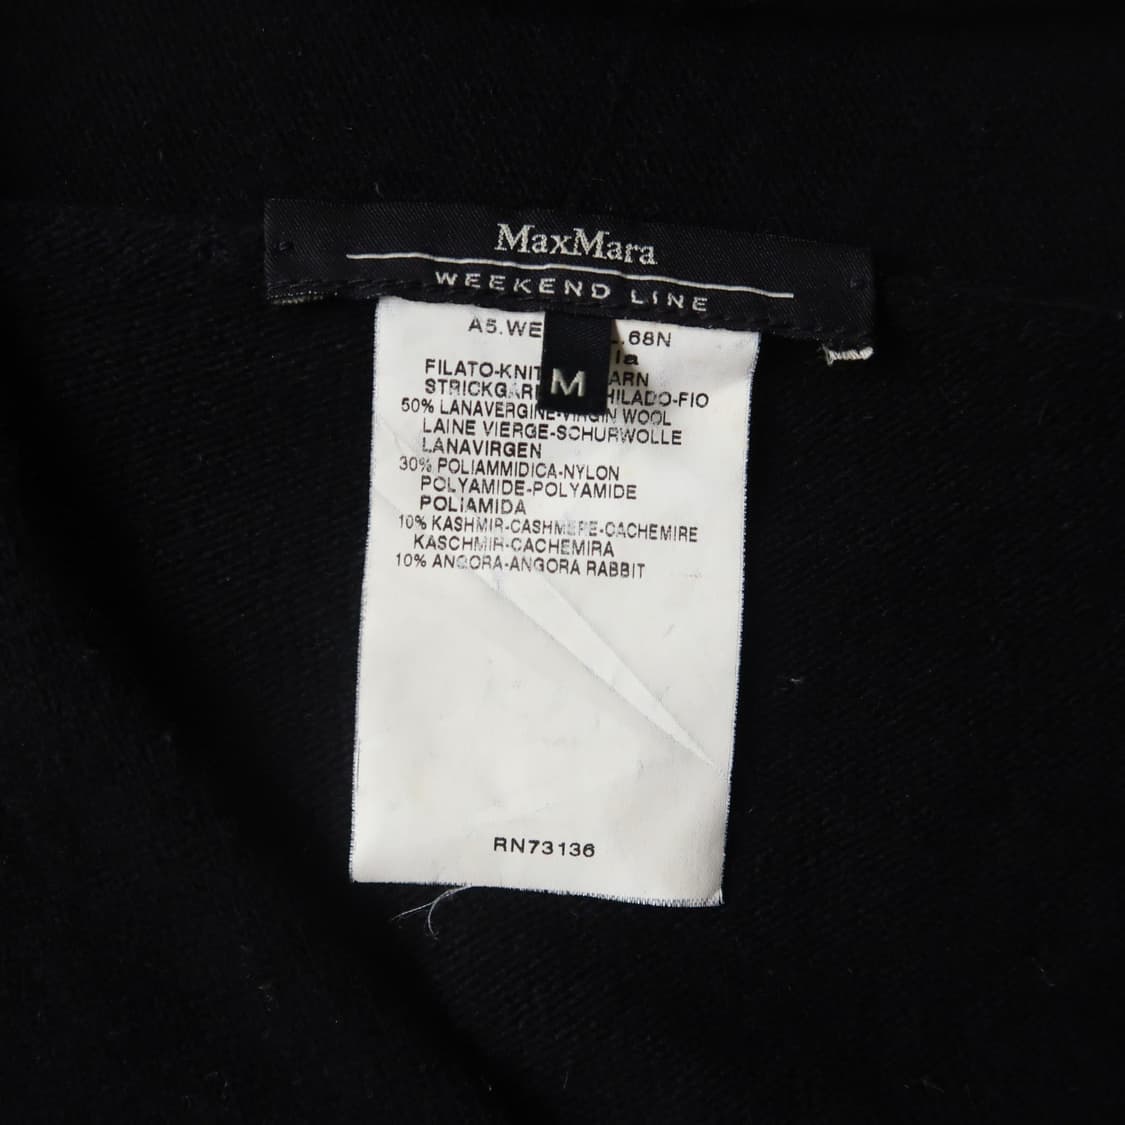 MaxMara
WEEKEND LINE
A5.WE .68N
M
FILATO-KNIT ARN
STRICKGAR HILADO-FIO
50% LANAVERGINE-VIRGIN WOOL
LAINE VIERGE-SCHURWOLLE
LANAVIRGEN
30% POLIAMMIDICA-NYLON
POLYAMIDE-POLYAMIDE
POLIAMIDA
10% KASHMIR-CASHMERE-CACHEMIRE
KASCHMIR-CACHEMIRA
10% ANGORA-ANGORA RABBIT
RN73136